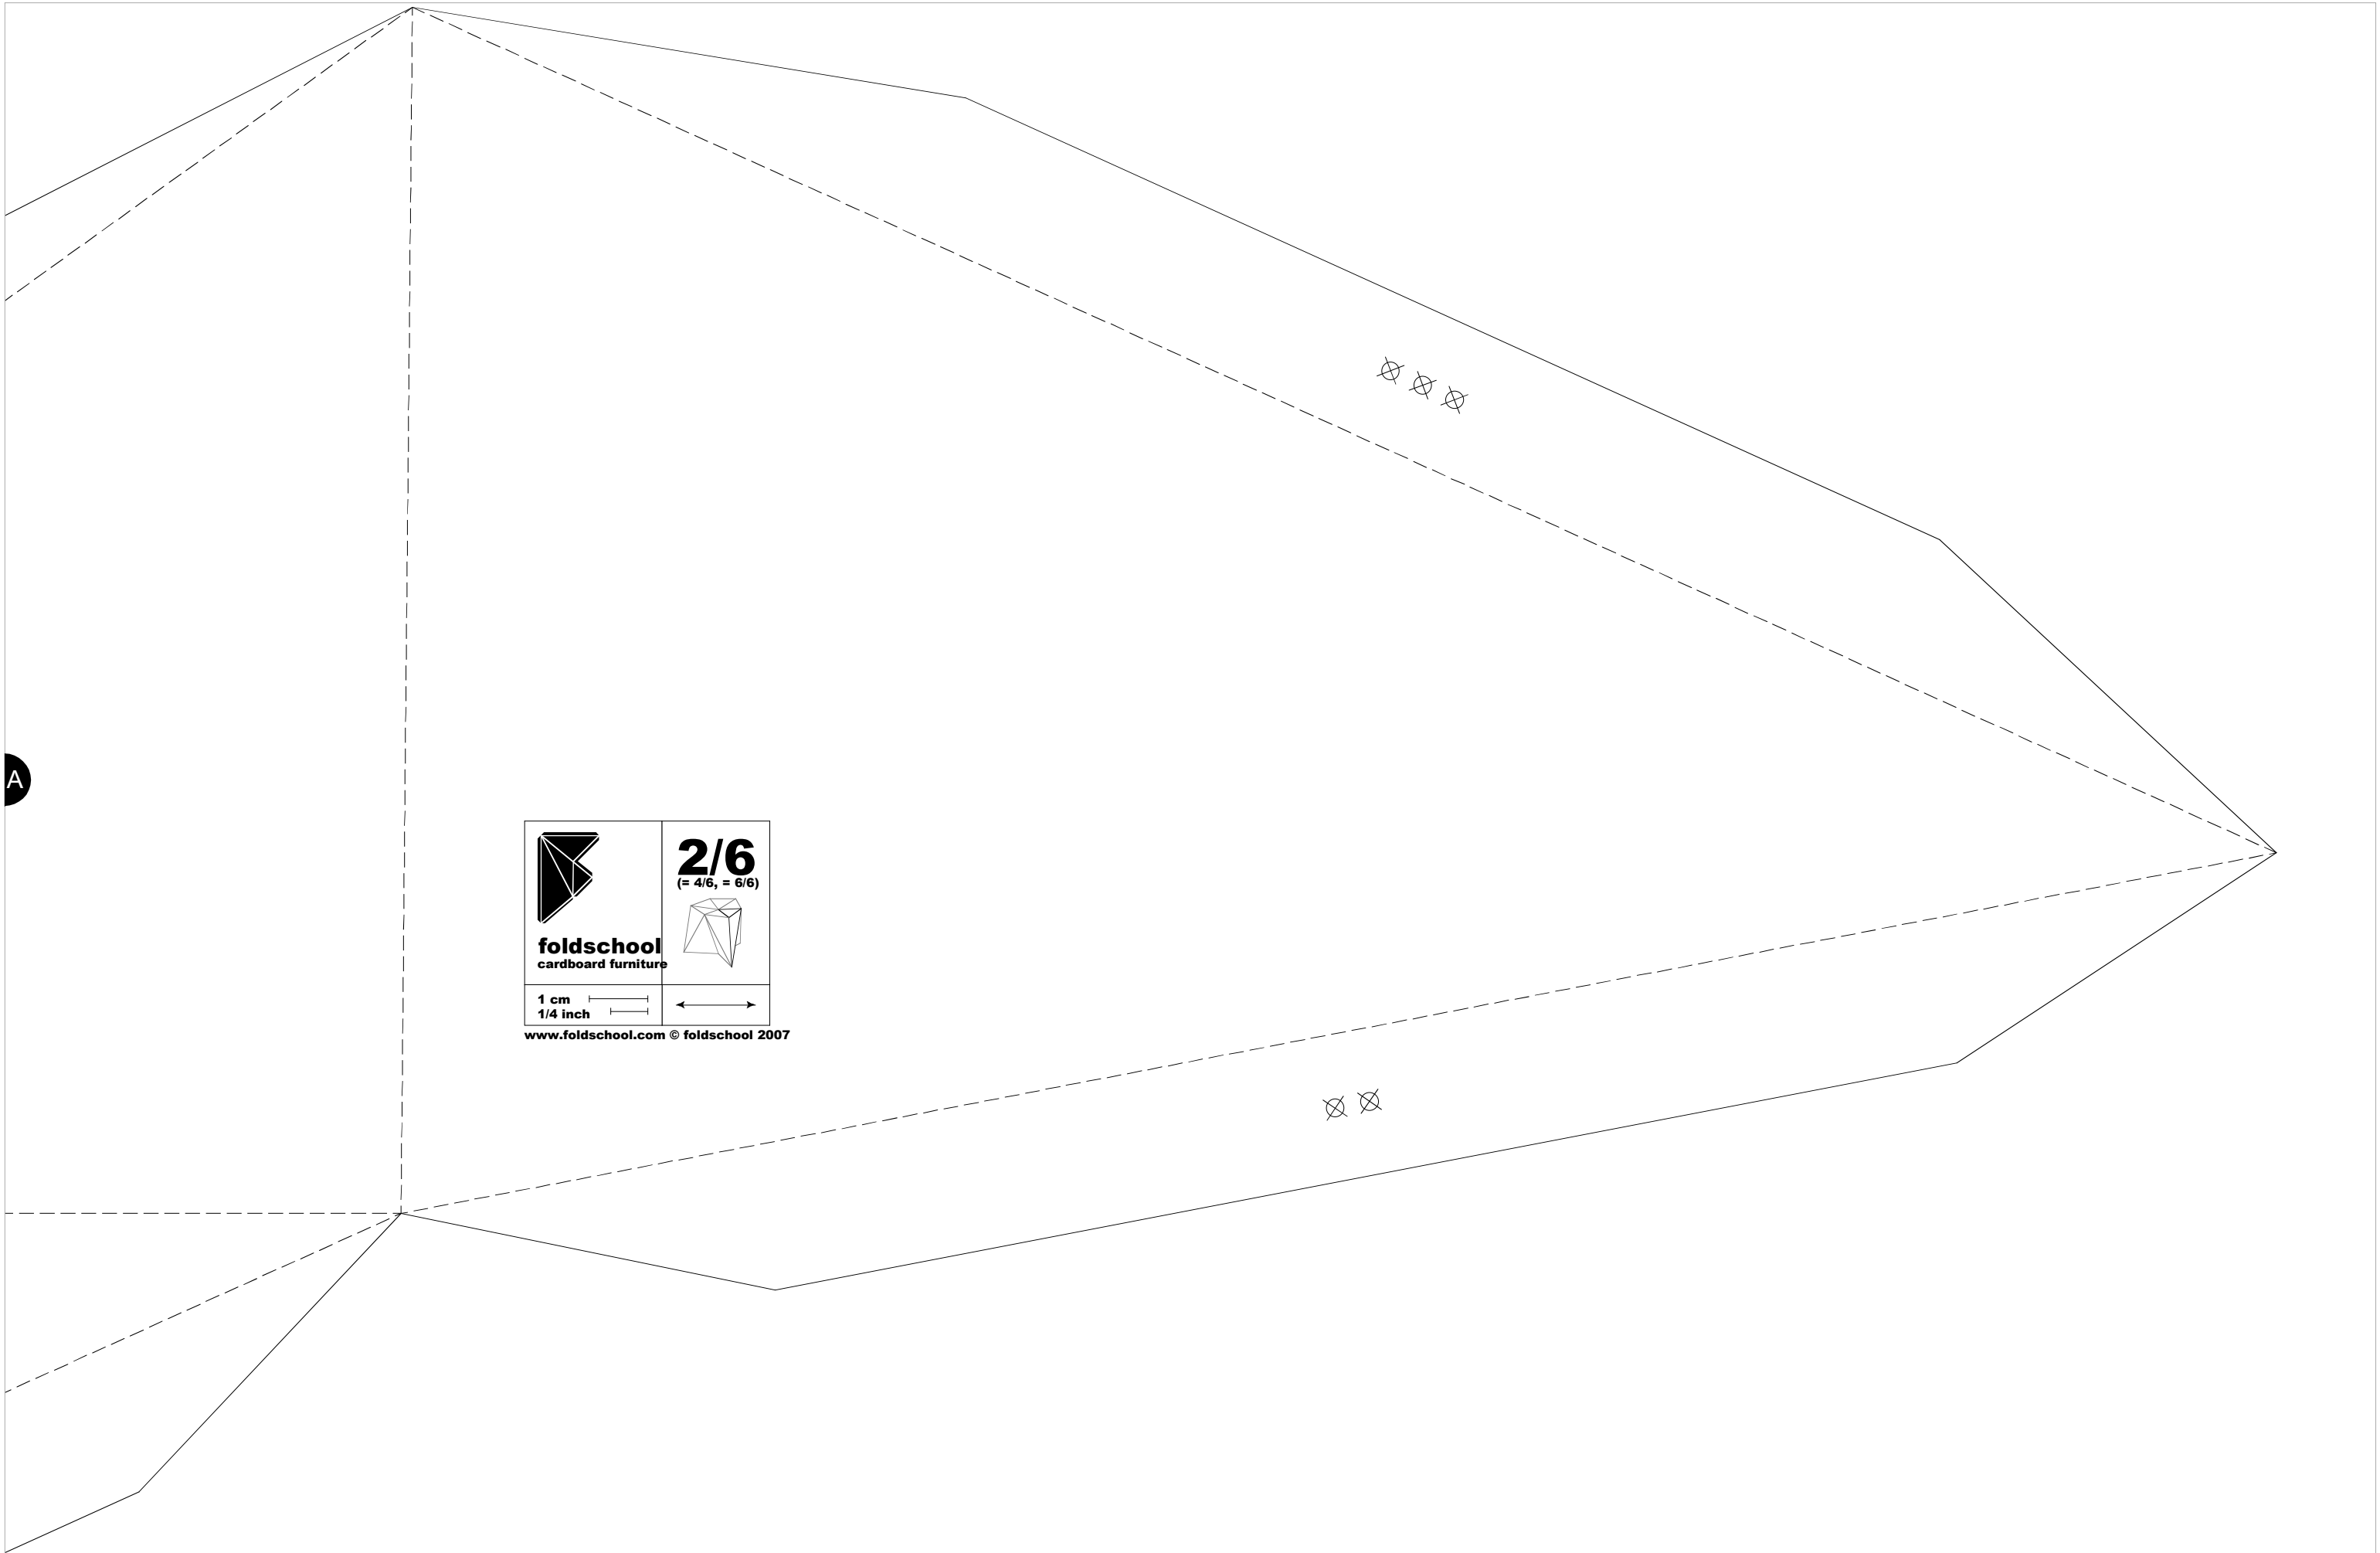 A
2/6
(= 4/6, = 6/6)
foldschool
cardboard furniture
1 cm
1/4 inch
www.foldschool.com © foldschool 2007